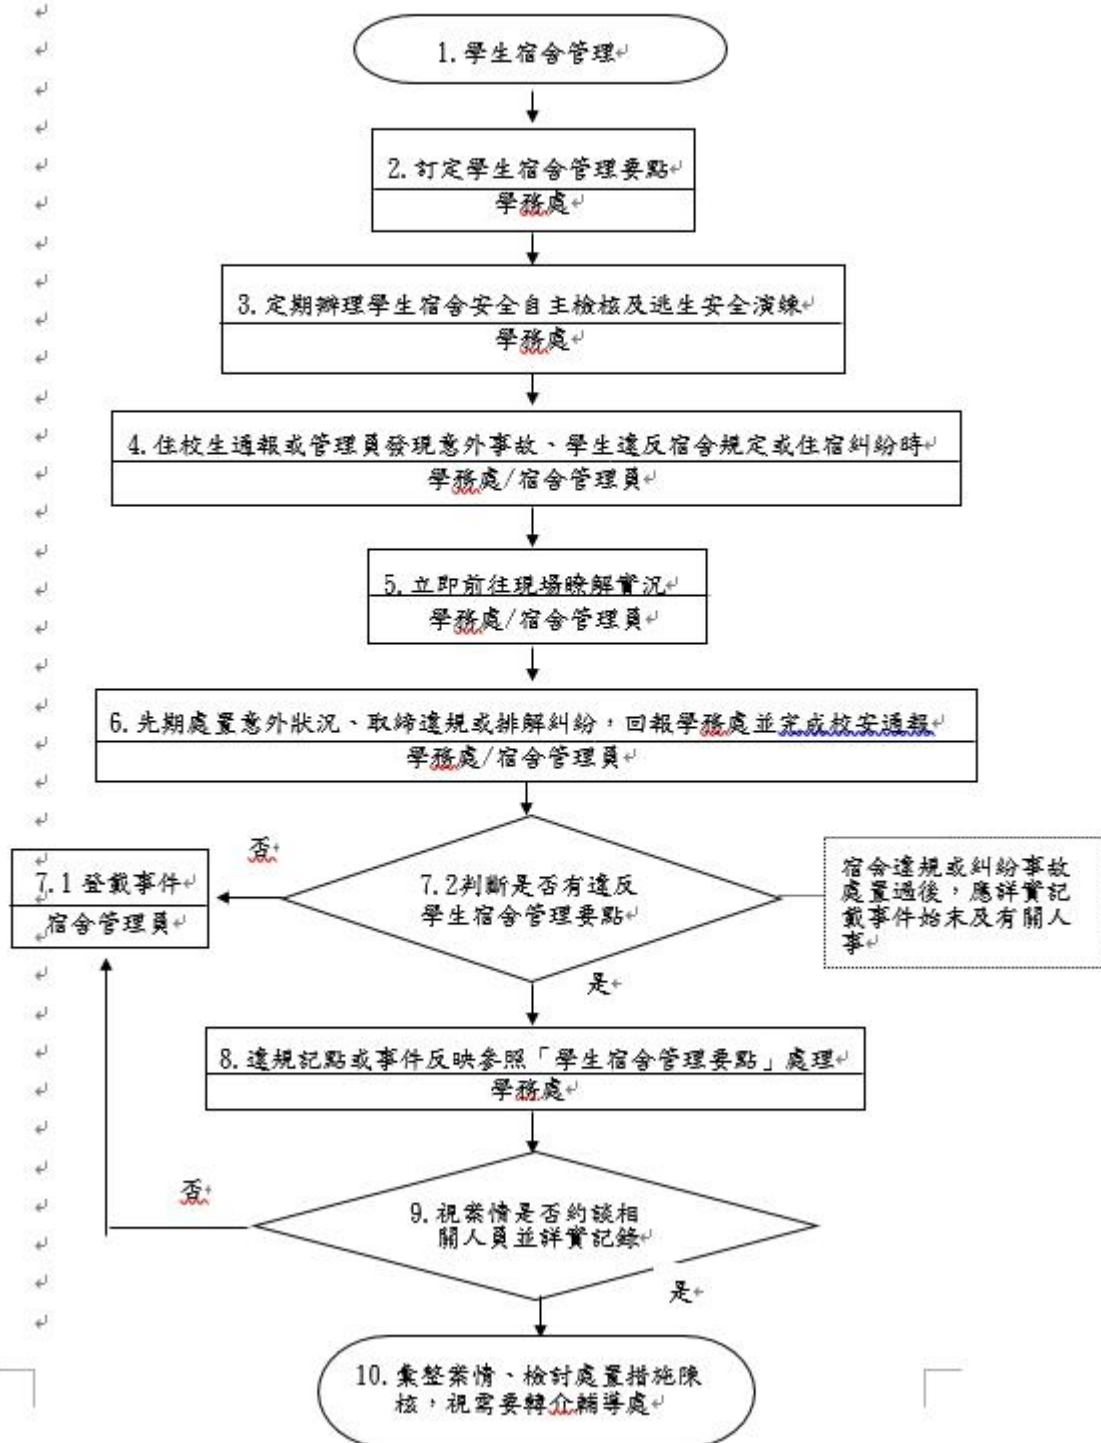 1.學生宿舍管理
2.訂定學生宿舍管理要點
學務處
3.定期辦理學生宿舍安全自主檢核及逃生安全演練
學務處
4.住校生通報或管理員發現意外事故、學生違反宿舍規定或住宿糾紛時
學務處/宿舍管理員
5.立即前往現場瞭解實況
學務處/宿舍管理員
6.先期處置意外狀況、取締違規或排解糾紛，回報學務處並完成校安通報
學務處/宿舍管理員
否
7.1登載事件
宿舍管理員
7.2判斷是否有違反
學生宿舍管理要點
宿舍違規或糾紛事故
處置過後，應詳實記
載事件始末及有關人
事
是
8.違規記點或事件反映參照「學生宿舍管理要點」處理
學務處
否
9.視案情是否約談相
關人員並詳實記錄
是
10.彙整案情、檢討處置措施陳
核，視需要轉介輔導處